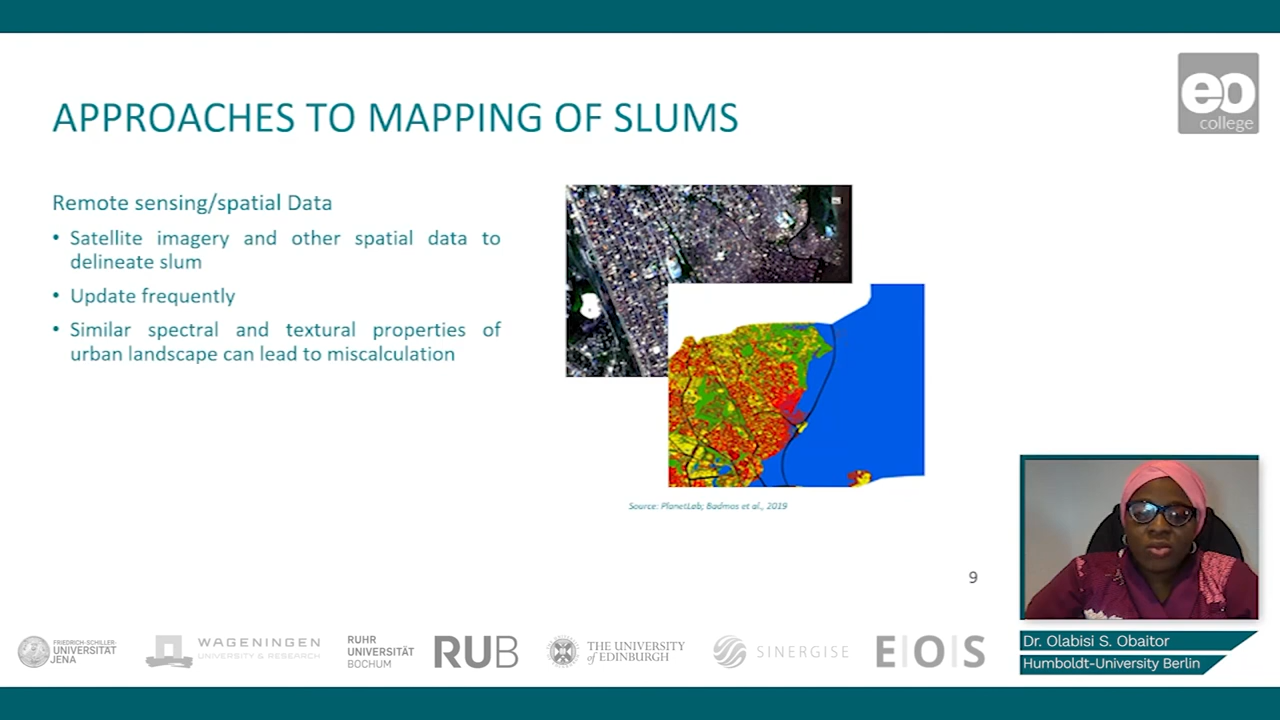 eo
college
APPROACHES TO MAPPING OF SLUMS
Remote sensing/spatial Data
• Satellite imagery and other spatial data to
delineate slum
• Update frequently
• Similar spectral and textural properties of
urban landscape can lead to miscalculation
Source: PlanetLab; Badmos et al., 2019
9
Dr. Olabisi S. Obaitor
Humboldt-University Berlin
FRIEDRICH-SCHILLER-
UNIVERSITÄT
JENA
WAGENINGEN
UNIVERSITY & RESEARCH
RUHR
UNIVERSITÄT
BOCHUM
RUB
THE UNIVERSITY
of EDINBURGH
SINERGISE
E|O|S